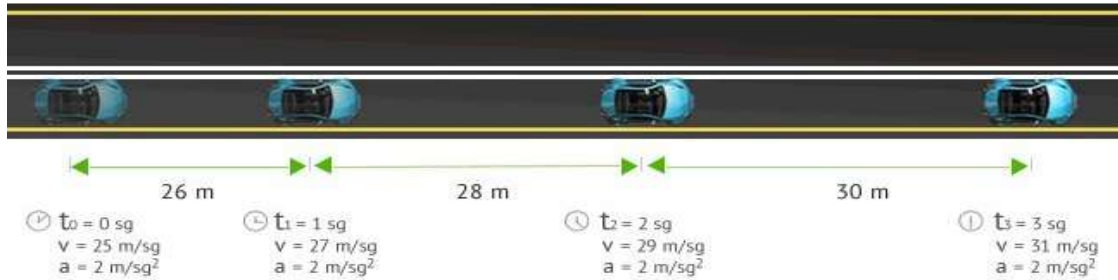 26 m
28 m
30 m
t0 = 0 sg
v = 25 m/sg
a = 2 m/sg²
t1 = 1 sg
v = 27 m/sg
a = 2 m/sg²
t2 = 2 sg
v = 29 m/sg
a = 2 m/sg²
t3 = 3 sg
v = 31 m/sg
a = 2 m/sg²